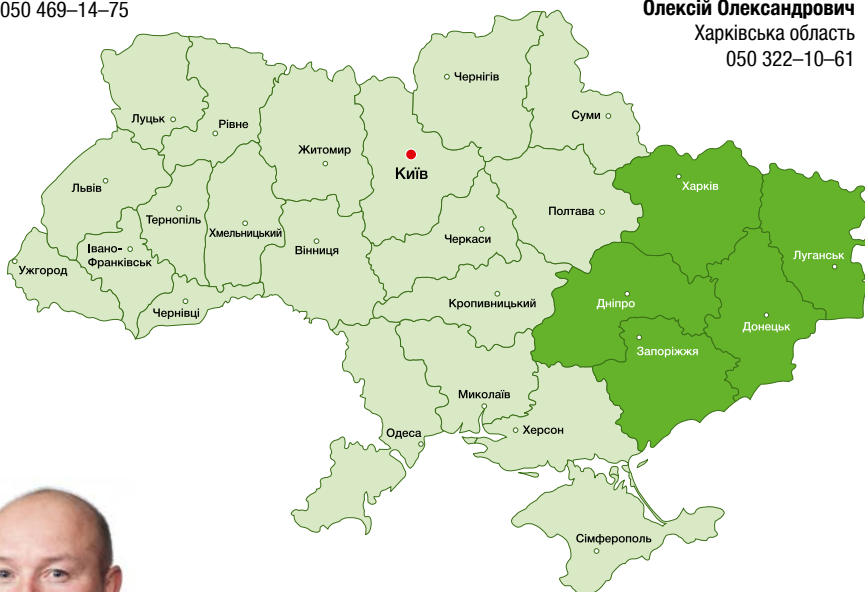 050 469–14–75
Олексій Олександрович
Харківська область
050 322–10–61
Чернігів
Суми
Луцьк
Рівне
Житомир
Київ
Харків
Львів
Тернопіль
Хмельницький
Полтава
Черкаси
Вінниця
Івано-
Франківськ
Ужгород
Луганськ
Чернівці
Кропивницький
Дніпро
Донецьк
Запоріжжя
Миколаїв
Одеса
Херсон
Сімферополь